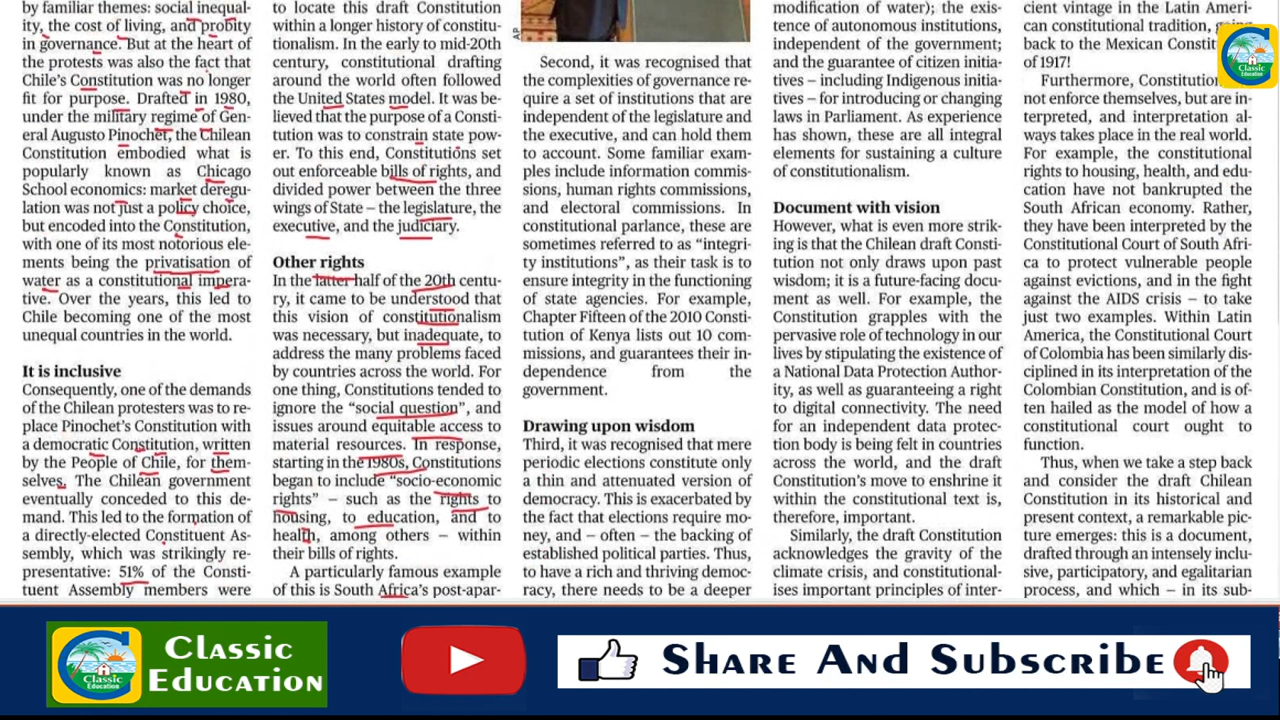 by familiar themes: social inequal-
ity, the cost of living, and probity
in governance. But at the heart of
the protests was also the fact that
Chile's Constitution was no longer
fit for purpose. Drafted in 1980,
under the military regime of Gen-
eral Augusto Pinochet, the Chilean
Constitution embodied what is
popularly known as Chicago
School economics: market deregu-
lation was not just a policy choice,
but encoded into the Constitution,
with one of its most notorious ele-
ments being the privatisation of
water as a constitutional impera-
tive. Over the years, this led to
Chile becoming one of the most
unequal countries in the world.
It is inclusive
Consequently, one of the demands
of the Chilean protesters was to re-
place Pinochet's Constitution with
a democratic Constitution, written
by the People of Chile, for them-
selves. The Chilean government
eventually conceded to this de-
mand. This led to the formation of
a directly-elected Constituent As-
sembly, which was strikingly re-
presentative: 51% of the Consti-
tuent Assembly members were
to locate this draft Constitution
within a longer history of constitu-
tionalism. In the early to mid-20th
century, constitutional drafting
around the world often followed
the United States model. It was be-
lieved that the purpose of a Consti-
tution was to constrain state pow-
er. To this end, Constitutions set
out enforceable bills of rights, and
divided power between the three
wings of State – the legislature, the
executive, and the judiciary.
Other rights
In the latter half of the 20th centu-
ry, it came to be understood that
this vision of constitutionalism
was necessary, but inadequate, to
address the many problems faced
by countries across the world. For
one thing, Constitutions tended to
ignore the "social question", and
issues around equitable access to
material resources. In response,
starting in the 1980s, Constitutions
began to include "socio-economic
rights" – such as the rights to
housing, to education, and to
health, among others – within
their bills of rights.
A particularly famous example
of this is South Africa's post-apar-
AP
Second, it was recognised that
the complexities of governance re-
quire a set of institutions that are
independent of the legislature and
the executive, and can hold them
to account. Some familiar exam-
ples include information commis-
sions, human rights commissions,
and electoral commissions. In
constitutional parlance, these are
sometimes referred to as "integri-
ty institutions", as their task is to
ensure integrity in the functioning
of state agencies. For example,
Chapter Fifteen of the 2010 Consti-
tution of Kenya lists out 10 com-
missions, and guarantees their in-
dependence from the
government.
Drawing upon wisdom
Third, it was recognised that mere
periodic elections constitute only
a thin and attenuated version of
democracy. This is exacerbated by
the fact that elections require mo-
ney, and – often – the backing of
established political parties. Thus,
to have a rich and thriving democ-
racy, there needs to be a deeper
modification of water); the exis-
tence of autonomous institutions,
independent of the government;
and the guarantee of citizen initia-
tives – including Indigenous initia-
tives – for introducing or changing
laws in Parliament. As experience
has shown, these are all integral
elements for sustaining a culture
of constitutionalism.
Document with vision
However, what is even more strik-
ing is that the Chilean draft Consti-
tution not only draws upon past
wisdom; it is a future-facing docu-
ment as well. For example, the
Constitution grapples with the
pervasive role of technology in our
lives by stipulating the existence of
a National Data Protection Author-
ity, as well as guaranteeing a right
to digital connectivity. The need
for an independent data protec-
tion body is being felt in countries
across the world, and the draft
Constitution's move to enshrine it
within the constitutional text is,
therefore, important.
Similarly, the draft Constitution
acknowledges the gravity of the
climate crisis, and constitutional-
ises important principles of inter-
cient vintage in the Latin Ameri-
can constitutional tradition, going
back to the Mexican Constit
of 1917!
Furthermore, Constitution
not enforce themselves, but are in-
terpreted, and interpretation al-
ways takes place in the real world.
For example, the constitutional
rights to housing, health, and edu-
cation have not bankrupted the
South African economy. Rather,
they have been interpreted by the
Constitutional Court of South Afri-
ca to protect vulnerable people
against evictions, and in the fight
against the AIDS crisis – to take
just two examples. Within Latin
America, the Constitutional Court
of Colombia has been similarly dis-
ciplined in its interpretation of the
Colombian Constitution, and is of-
ten hailed as the model of how a
constitutional court ought to
function.
Thus, when we take a step back
and consider the draft Chilean
Constitution in its historical and
present context, a remarkable pic-
ture emerges: this is a document,
drafted through an intensely inclu-
sive, participatory, and egalitarian
process, and which – in its sub-
Classic
Education
Classic
Education
Classic
Education
Share And Subscribe